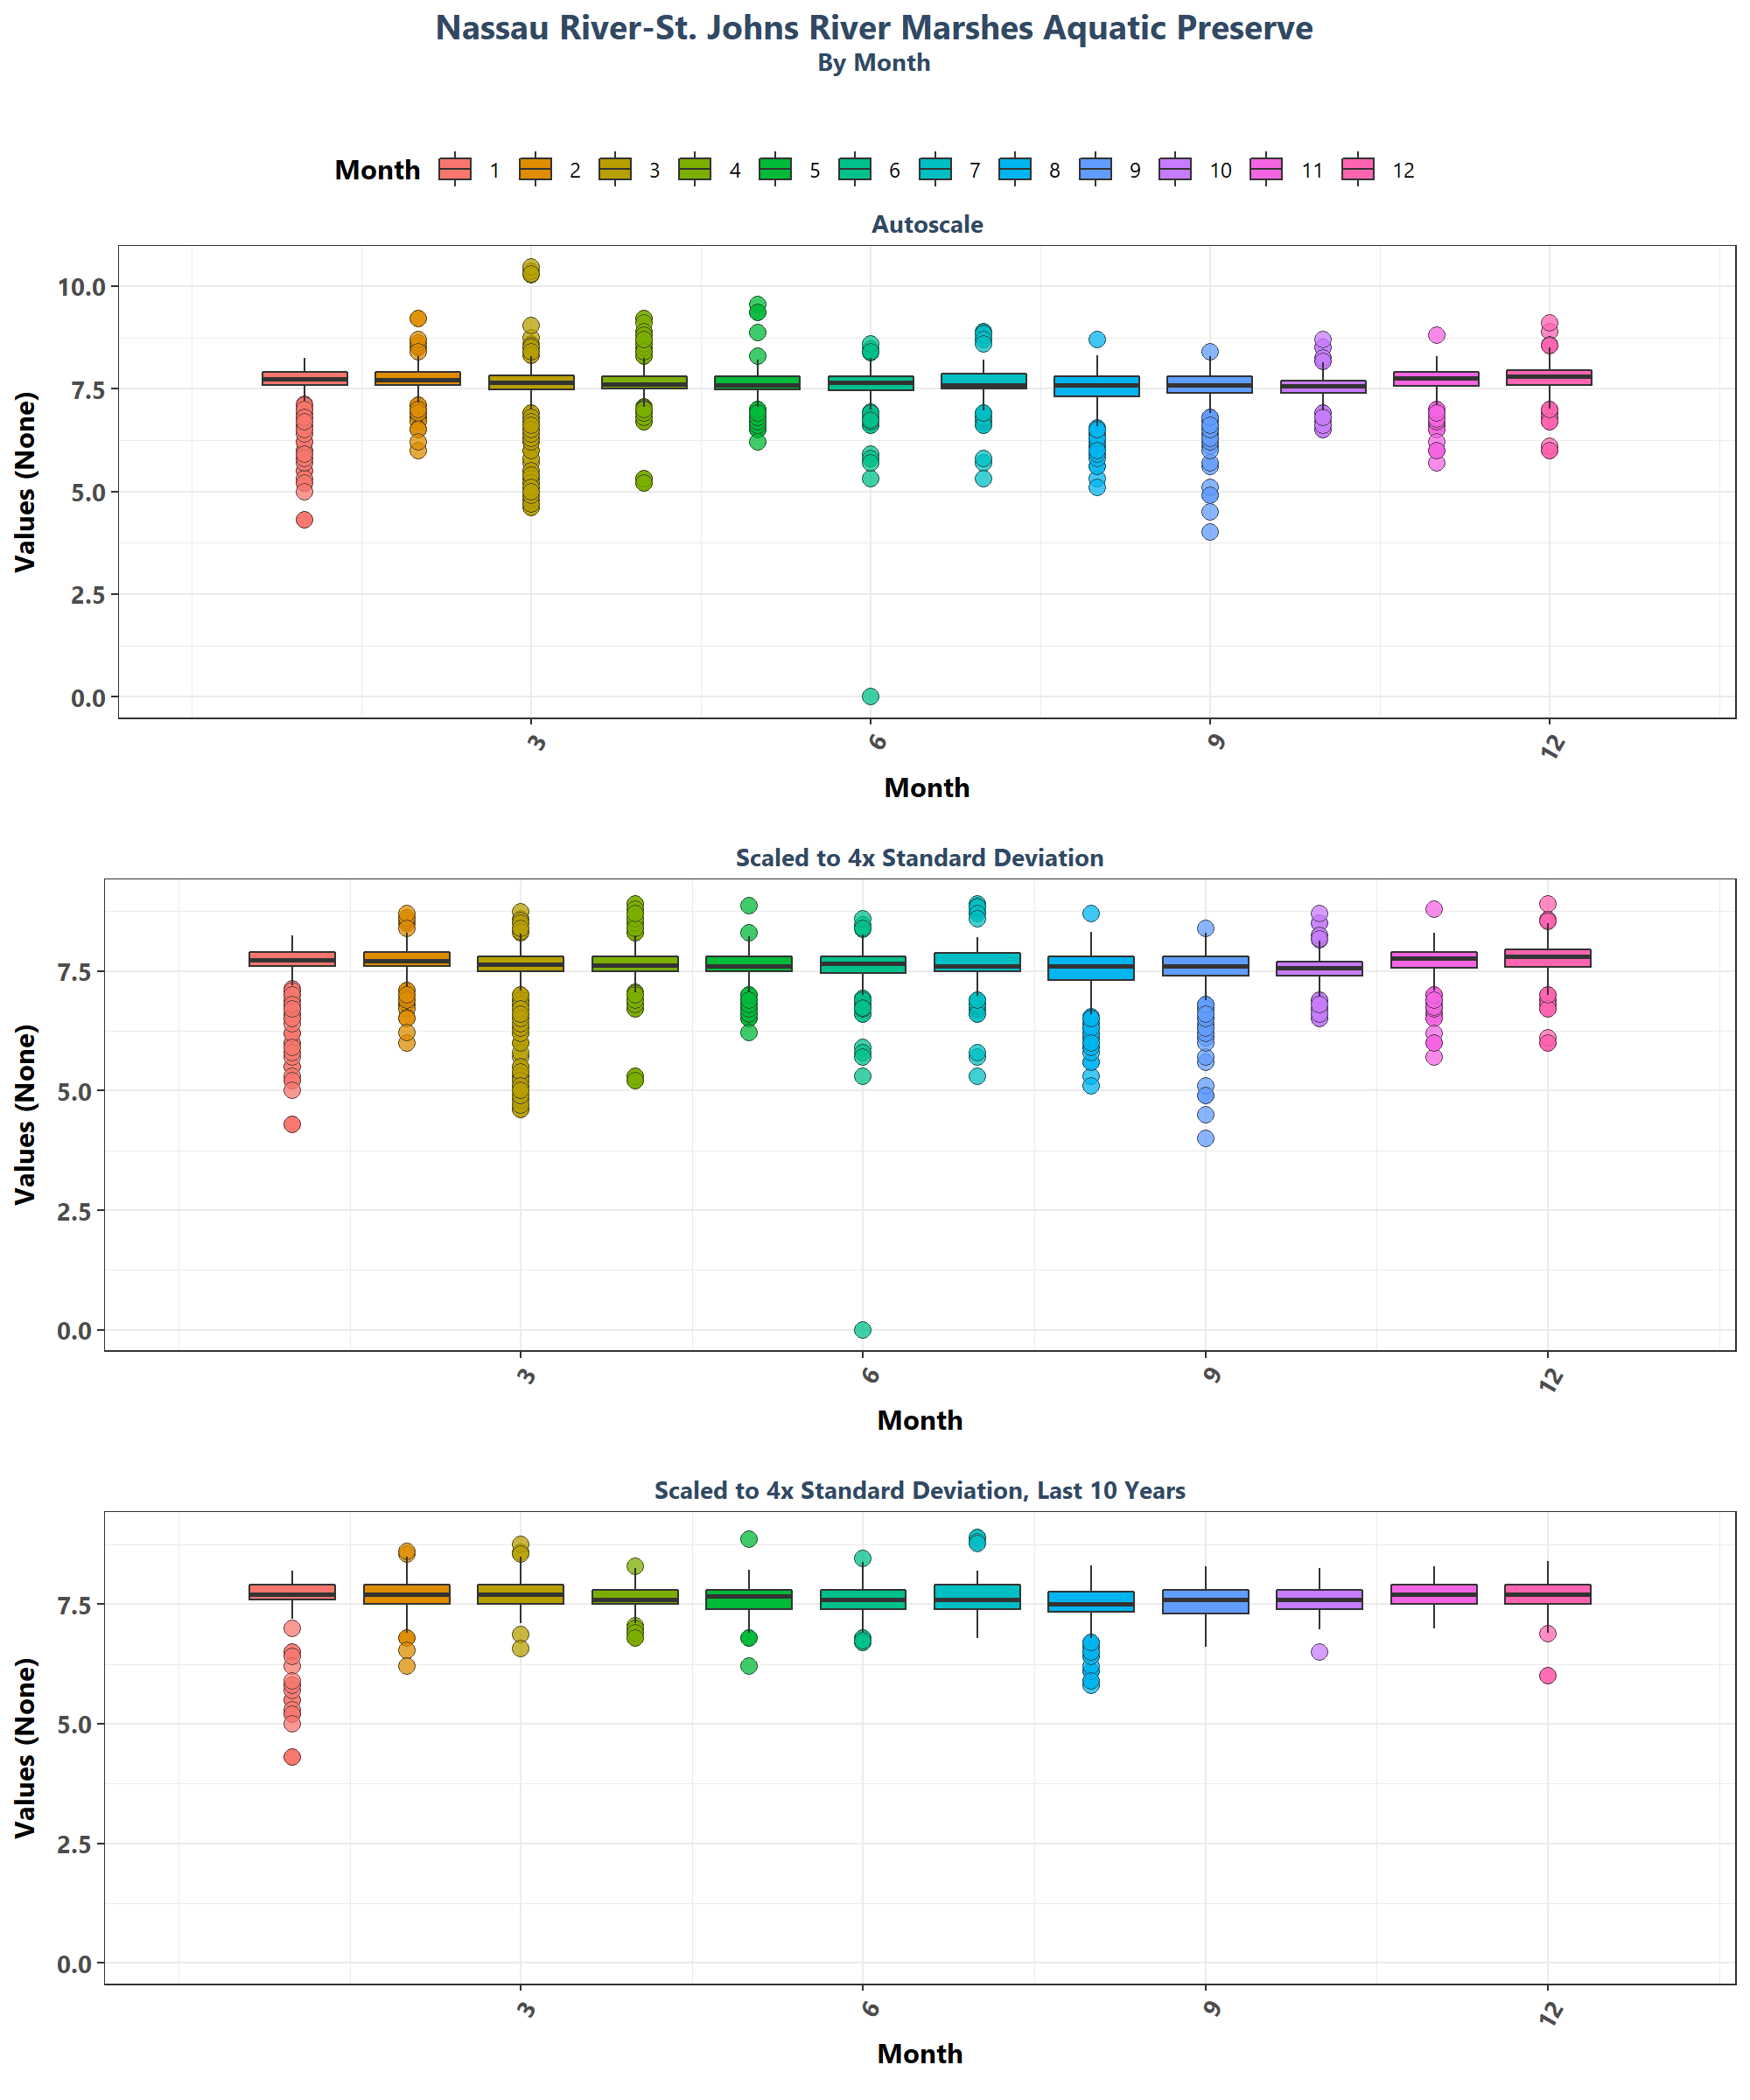 Nassau River-St. Johns River Marshes Aquatic Preserve
By Month
Month 1 2 3 4 5 6 7 8 9 10 11 12
Autoscale
Values (None)
10.0
7.5
5.0
2.5
0.0
3 6 9 12
Month
Scaled to 4x Standard Deviation
Values (None)
7.5
5.0
2.5
0.0
3 6 9 12
Month
Scaled to 4x Standard Deviation, Last 10 Years
Values (None)
7.5
5.0
2.5
0.0
3 6 9 12
Month